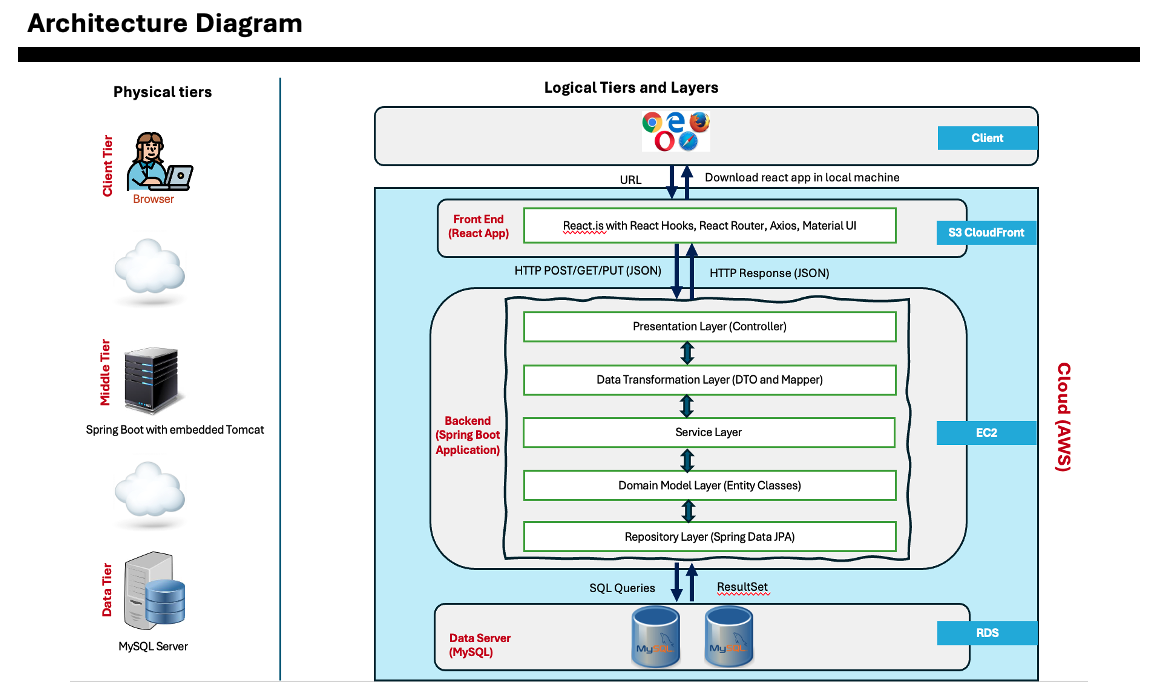 Architecture Diagram
Physical tiers
Client Tier
Browser
Middle Tier
Spring Boot with embedded Tomcat
Data Tier
MySQL Server
Logical Tiers and Layers
Client
URL
Download react app in local machine
Front End
(React App)
React.is with React Hooks, React Router, Axios, Material UI
S3 CloudFront
HTTP POST/GET/PUT (JSON)
HTTP Response (JSON)
Backend
(Spring Boot
Application)
Presentation Layer (Controller)
Data Transformation Layer (DTO and Mapper)
Service Layer
Domain Model Layer (Entity Classes)
Repository Layer (Spring Data JPA)
EC2
Cloud (AWS)
SQL Queries
ResultSet
Data Server
(MySQL)
MySQL
MySQL
RDS